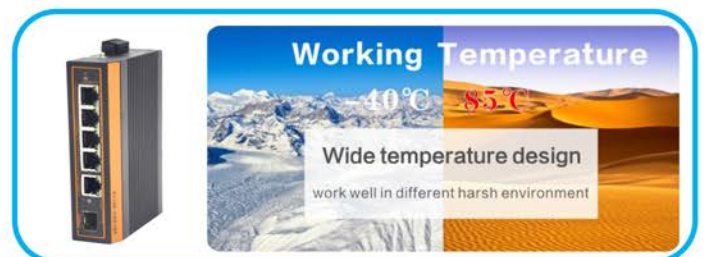 Working Temperature
-40℃ 85℃
Wide temperature design
work well in different harsh environment